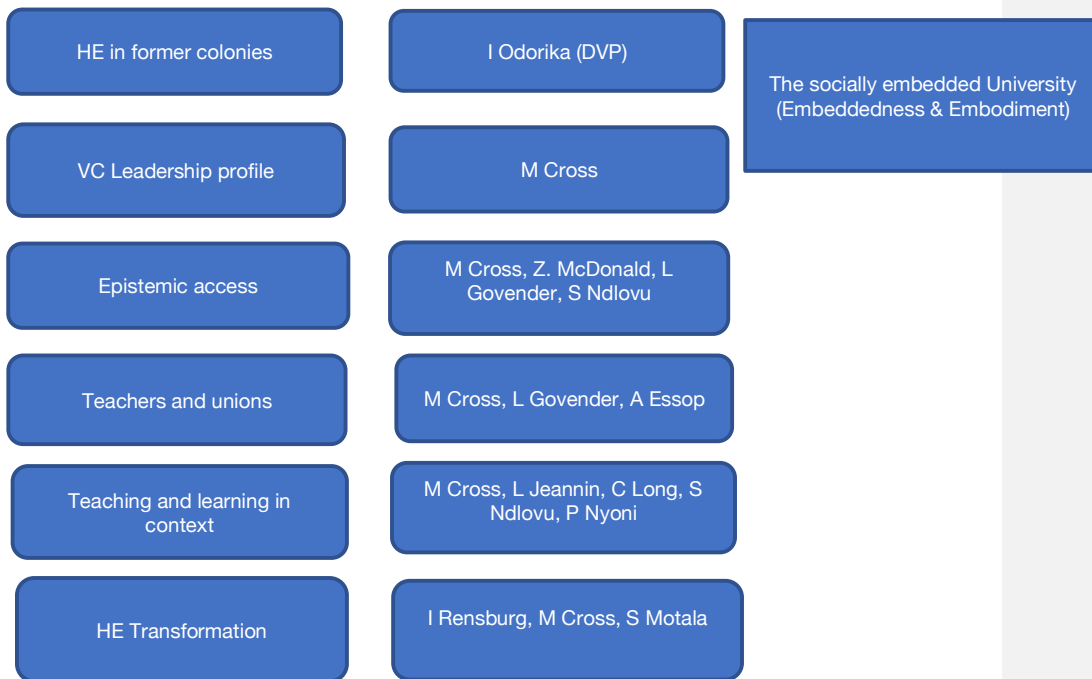 HE in former colonies
I Odorika (DVP)
The socially embedded University
(Embeddedness & Embodiment)
VC Leadership profile
M Cross
Epistemic access
M Cross, Z. McDonald, L
Govender, S Ndlovu
Teachers and unions
M Cross, L Govender, A Essop
Teaching and learning in
context
M Cross, L Jeannin, C Long, S
Ndlovu, P Nyoni
HE Transformation
I Rensburg, M Cross, S Motala